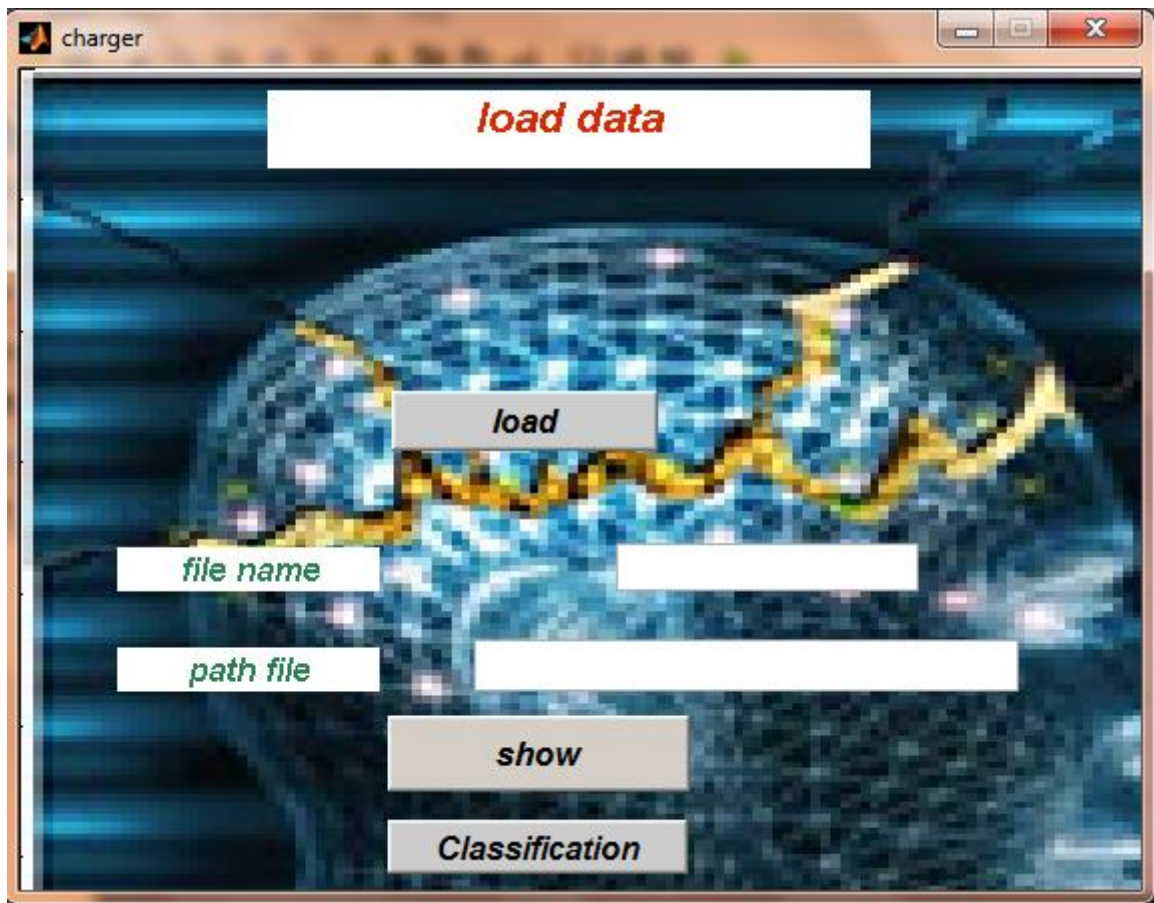 charger
load data
load
file name
path file
show
Classification